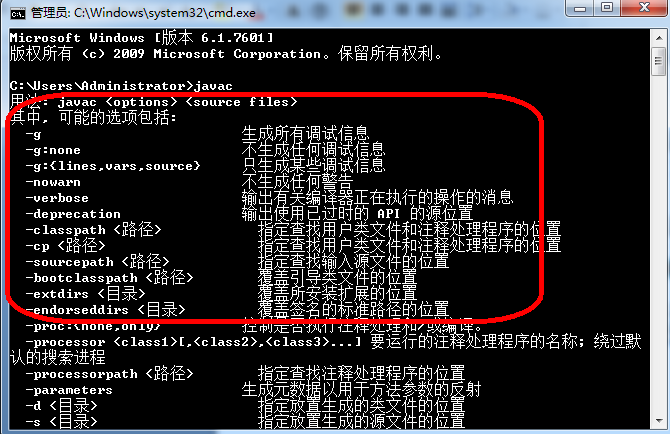 管理员: C:\Windows\system32\cmd.exe
Microsoft Windows [版本 6.1.7601]
版权所有 (c) 2009 Microsoft Corporation。保留所有权利。
C:\Users\Administrator>javac
用法: javac <options> <source files>
其中, 可能的选项包括:
-g 生成所有调试信息
-g:none 不生成任何调试信息
-g:{lines,vars,source} 只生成某些调试信息
-nowarn 不生成任何警告
-verbose 输出有关编译器正在执行的操作的消息
-deprecation 输出使用已过时的 API 的源位置
-classpath <路径> 指定查找用户类文件和注释处理程序的位置
-cp <路径> 指定查找用户类文件和注释处理程序的位置
-sourcepath <路径> 指定查找输入源文件的位置
-bootclasspath <路径> 覆盖引导类文件的位置
-extdirs <目录> 覆盖所安装扩展的位置
-endorseddirs <目录> 覆盖签名的标准路径的位置
-proc:{none,only} 控制是否执行注释处理和/或编译。
-processor <class1>[,<class2>,<class3>...] 要运行的注释处理程序的名称; 绕过默
认的搜索进程
-processorpath <路径> 指定查找注释处理程序的位置
-parameters 生成元数据以用于方法参数的反射
-d <目录> 指定放置生成的类文件的位置
-s <目录> 指定放置生成的源文件的位置